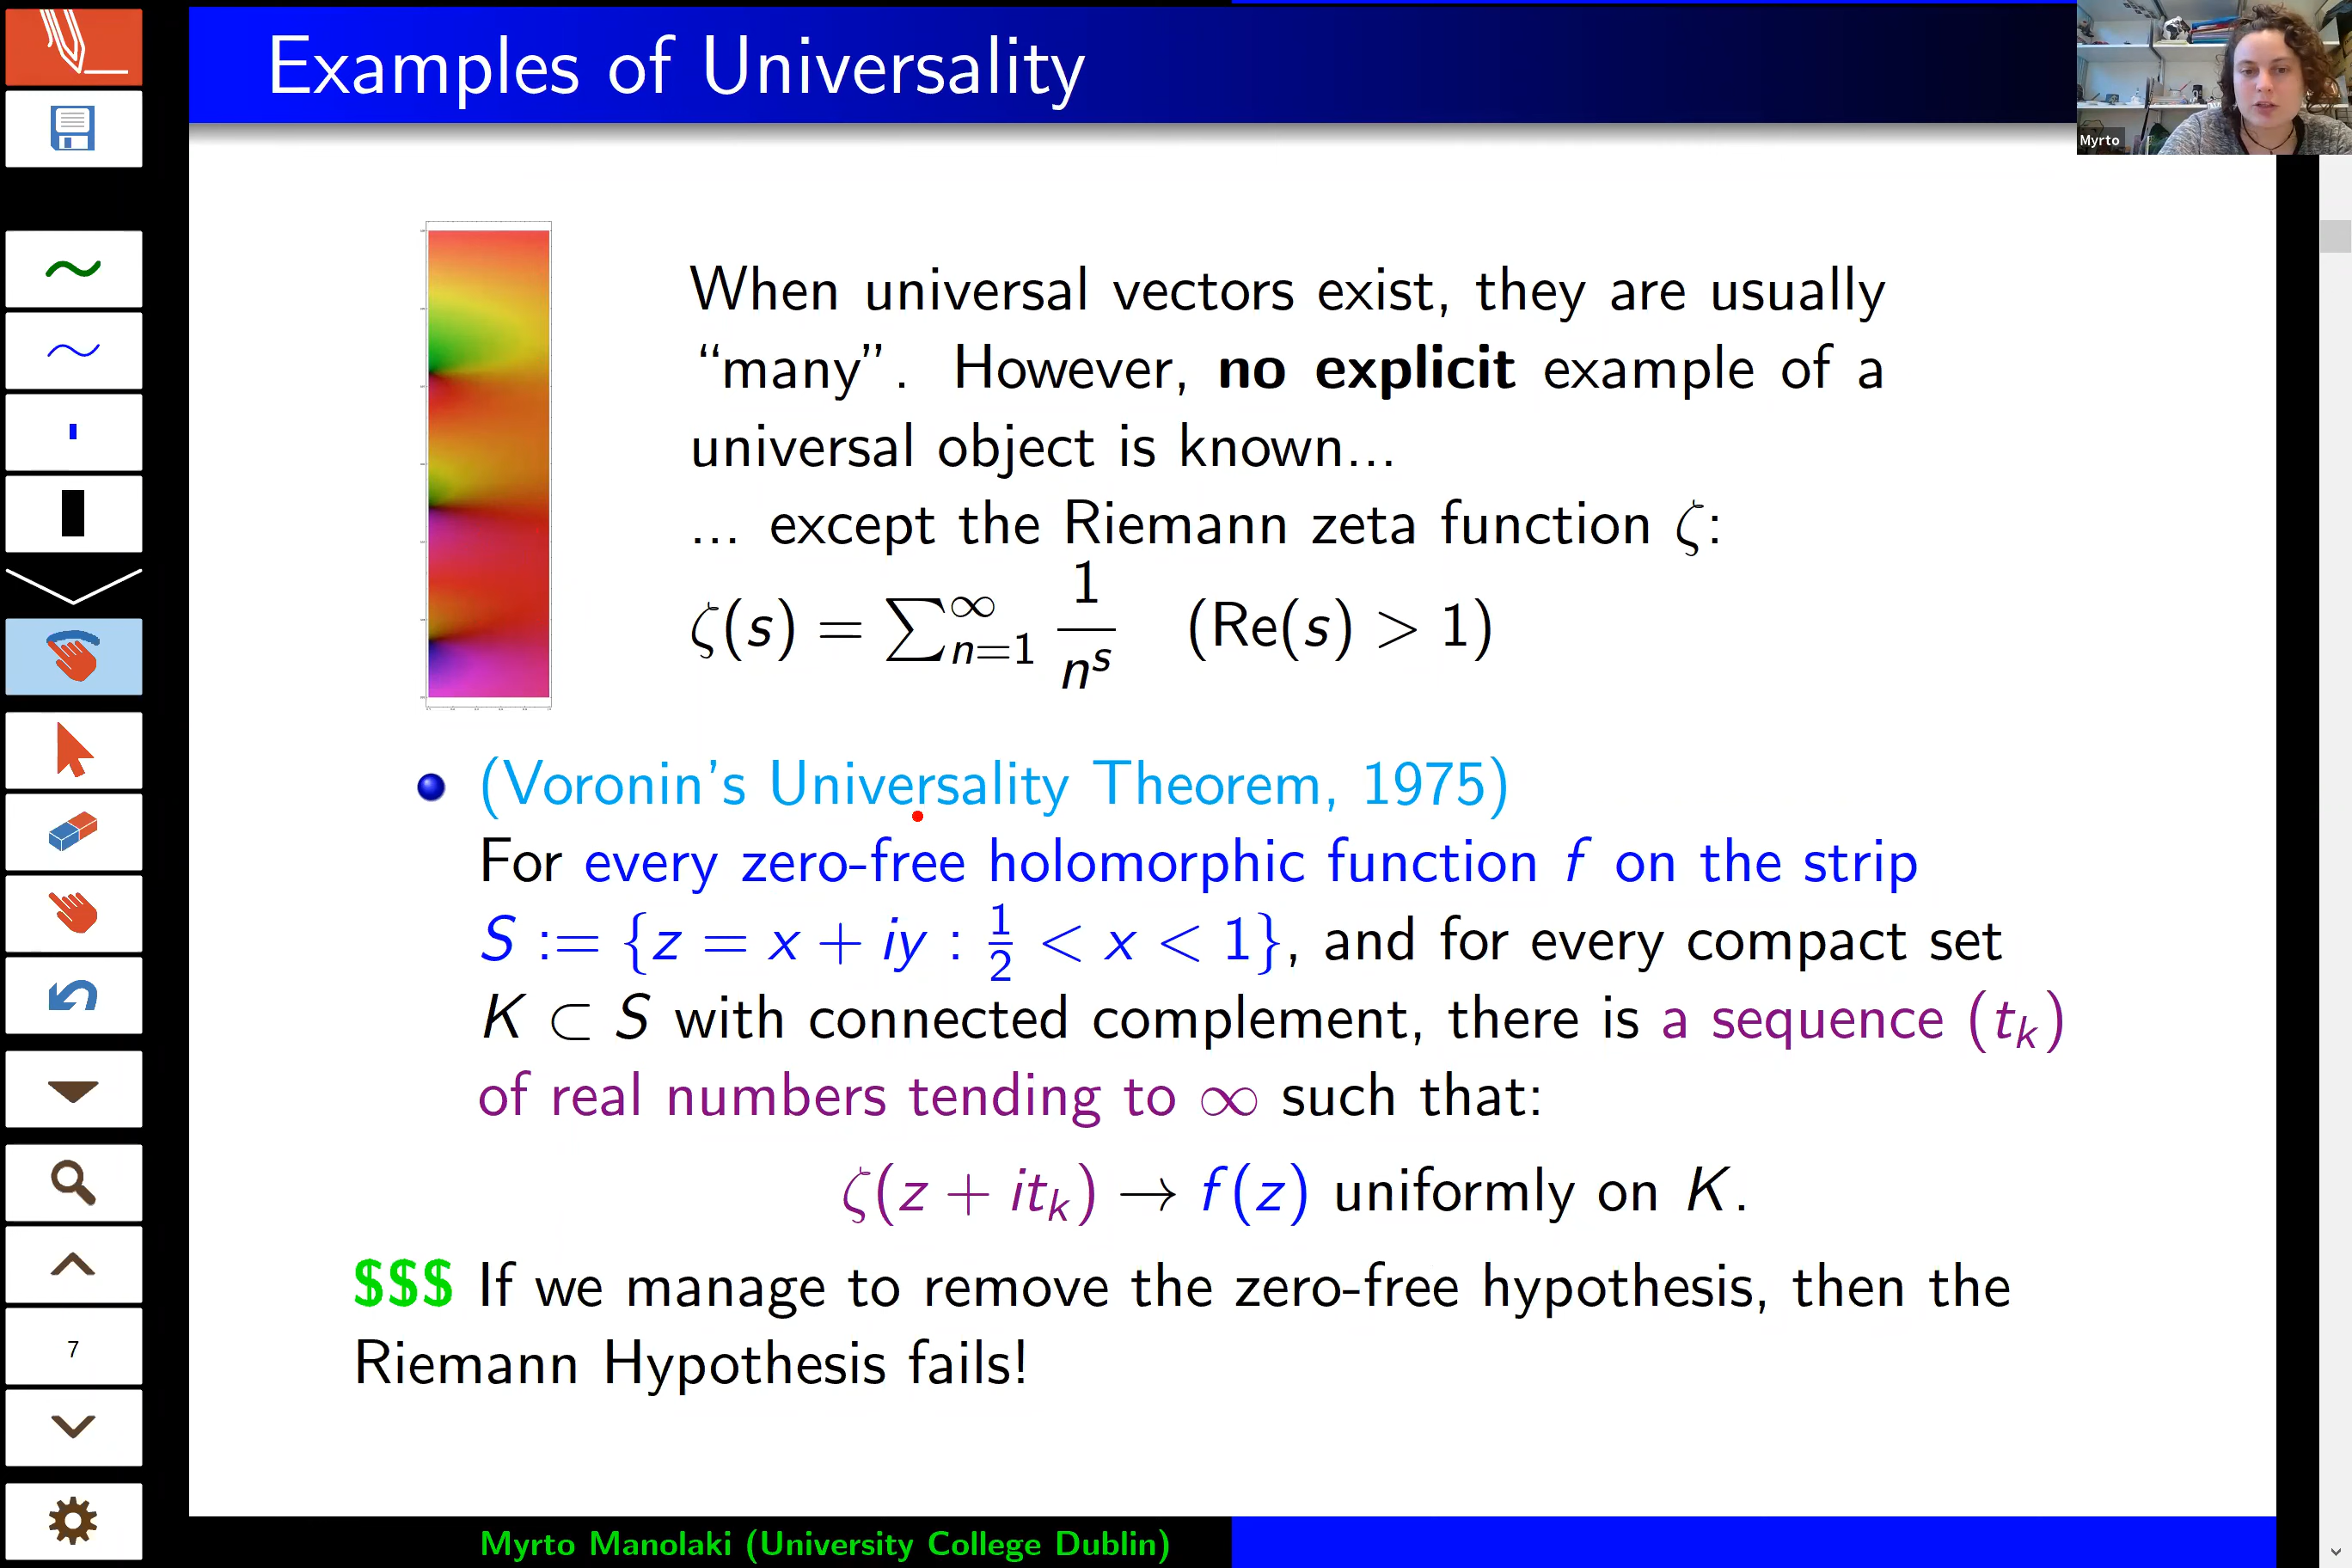 Examples of Universality
Myrto
When universal vectors exist, they are usually
“many”. However, no explicit example of a
universal object is known...
... except the Riemann zeta function ζ:
ζ(s) = ∑_{n=1}^{∞} 1/n^s (Re(s) > 1)
(Voronin's Universality Theorem, 1975)
For every zero-free holomorphic function f on the strip
S := {z = x + iy : 1/2 < x < 1}, and for every compact set
K ⊂ S with connected complement, there is a sequence (t_k)
of real numbers tending to ∞ such that:
ζ(z + it_k) → f(z) uniformly on K.
$$$ If we manage to remove the zero-free hypothesis, then the
Riemann Hypothesis fails!
7
Myrto Manolaki (University College Dublin)